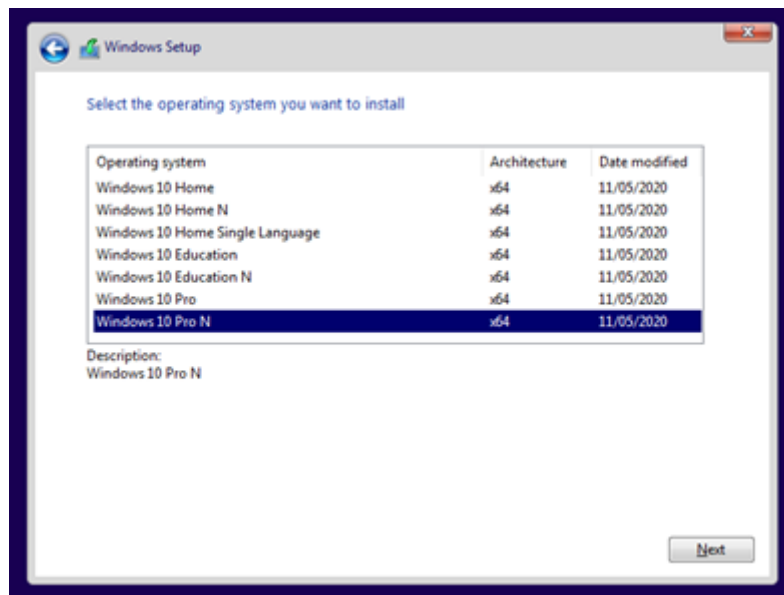 Windows Setup
Select the operating system you want to install
Operating system Architecture Date modified
Windows 10 Home x64 11/05/2020
Windows 10 Home N x64 11/05/2020
Windows 10 Home Single Language x64 11/05/2020
Windows 10 Education x64 11/05/2020
Windows 10 Education N x64 11/05/2020
Windows 10 Pro x64 11/05/2020
Windows 10 Pro N x64 11/05/2020
Description:
Windows 10 Pro N
Next